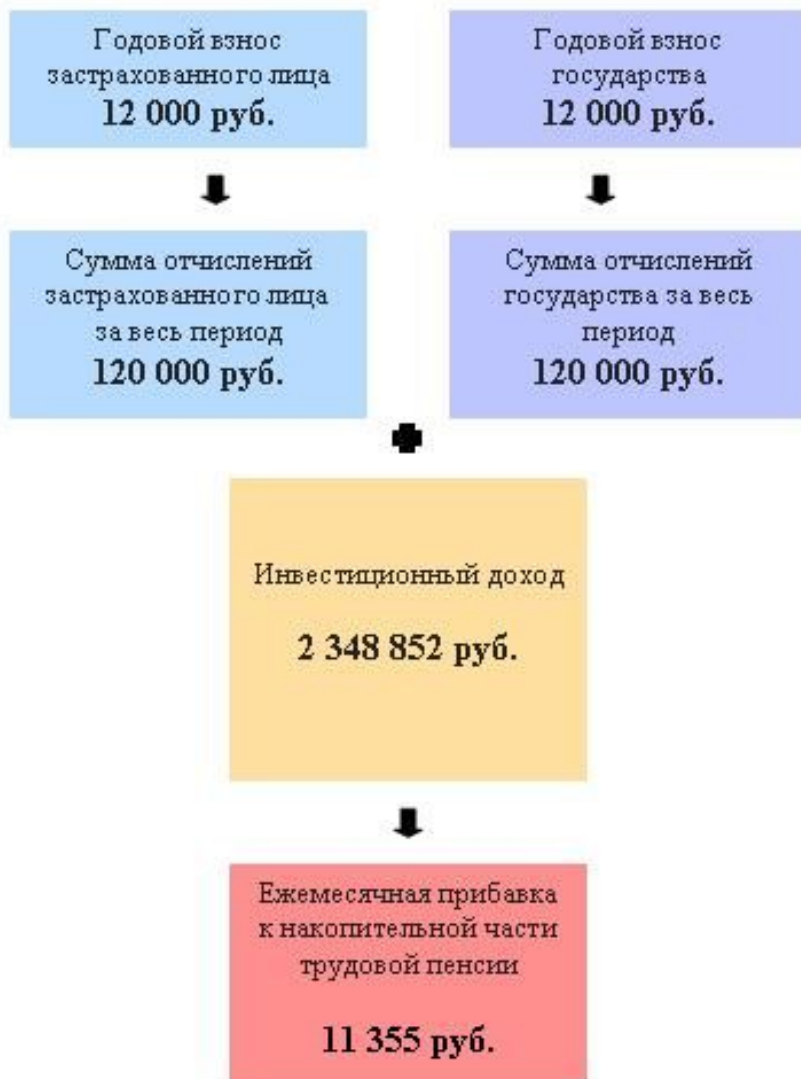 Годовой взнос
застрахованного лица
12 000 руб.
Годовой взнос
государства
12 000 руб.
Сумма отчислений
застрахованного лица
за весь период
120 000 руб.
Сумма отчислений
государства за весь
период
120 000 руб.
Инвестиционный доход
2 348 852 руб.
Ежемесячная прибавка
к накопительной части
трудовой пенсии
11 355 руб.